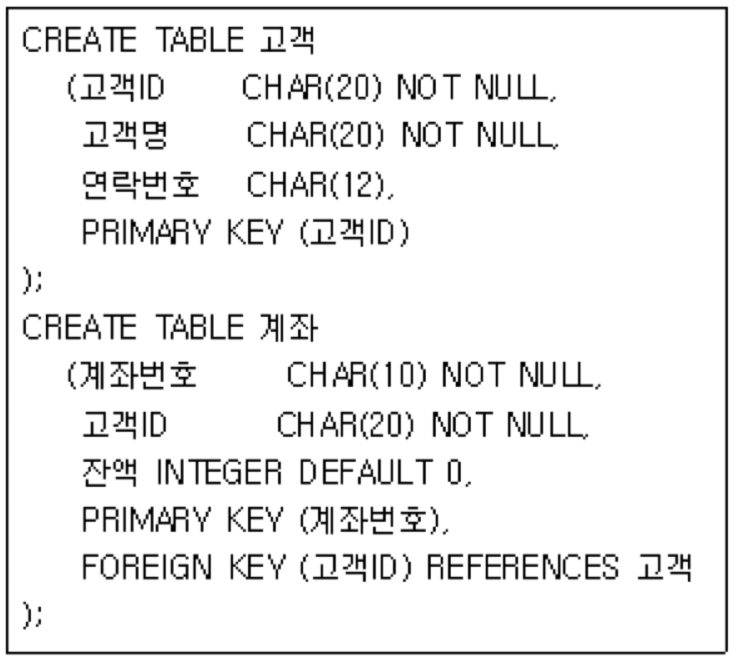 CREATE TABLE 고객
(고객ID CHAR(20) NOT NULL,
고객명 CHAR(20) NOT NULL,
연락번호 CHAR(12),
PRIMARY KEY (고객ID)
);
CREATE TABLE 계좌
(계좌번호 CHAR(10) NOT NULL,
고객ID CHAR(20) NOT NULL,
잔액 INTEGER DEFAULT 0,
PRIMARY KEY (계좌번호),
FOREIGN KEY (고객ID) REFERENCES 고객
);